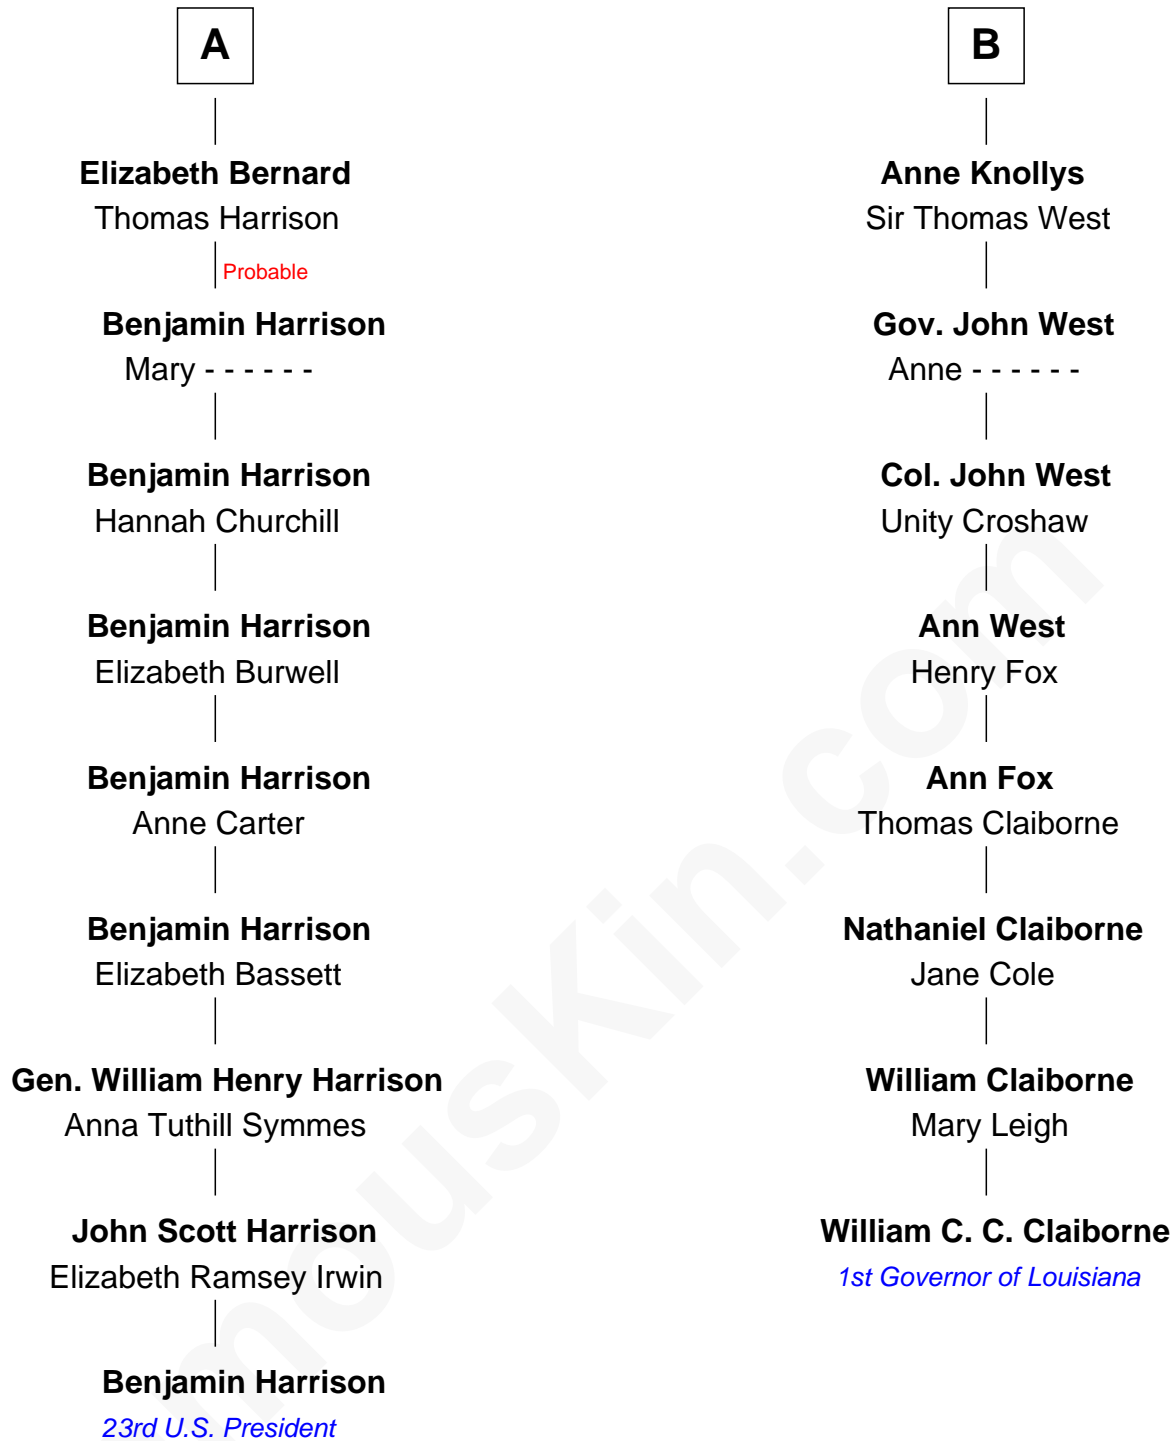 A
Elizabeth Bernard
Thomas Harrison
Probable
Benjamin Harrison
Mary - - - - - -
Benjamin Harrison
Hannah Churchill
Benjamin Harrison
Elizabeth Burwell
Benjamin Harrison
Anne Carter
Benjamin Harrison
Elizabeth Bassett
Gen. William Henry Harrison
Anna Tuthill Symmes
John Scott Harrison
Elizabeth Ramsey Irwin
Benjamin Harrison
23rd U.S. President
B
Anne Knollys
Sir Thomas West
Gov. John West
Anne - - - - - -
Col. John West
Unity Croshaw
Ann West
Henry Fox
Ann Fox
Thomas Claiborne
Nathaniel Claiborne
Jane Cole
William Claiborne
Mary Leigh
William C. C. Claiborne
1st Governor of Louisiana
mousKin.com